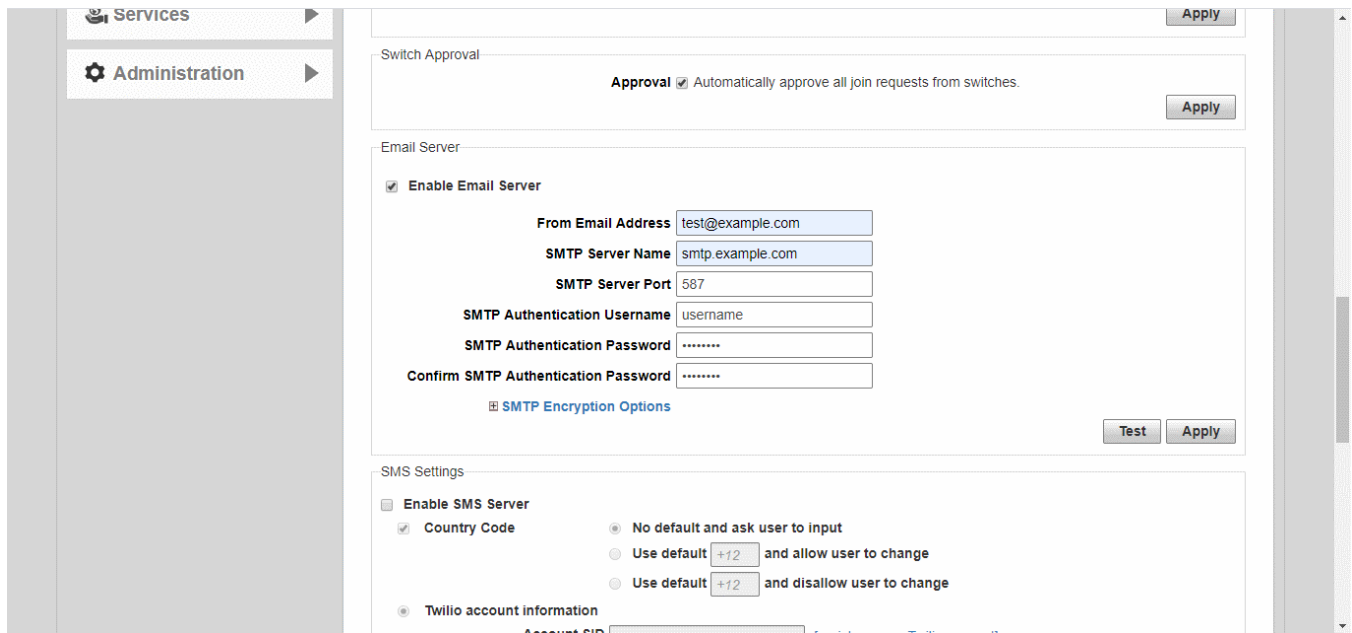 Services
Apply
Administration
Switch Approval
Approval Automatically approve all join requests from switches.
Apply
Email Server
Enable Email Server
From Email Address test@example.com
SMTP Server Name smtp.example.com
SMTP Server Port 587
SMTP Authentication Username username
SMTP Authentication Password ••••••••
Confirm SMTP Authentication Password ••••••••
SMTP Encryption Options
Test Apply
SMS Settings
Enable SMS Server
Country Code No default and ask user to input
Use default +12 and allow user to change
Use default +12 and disallow user to change
Twilio account information
Account SID